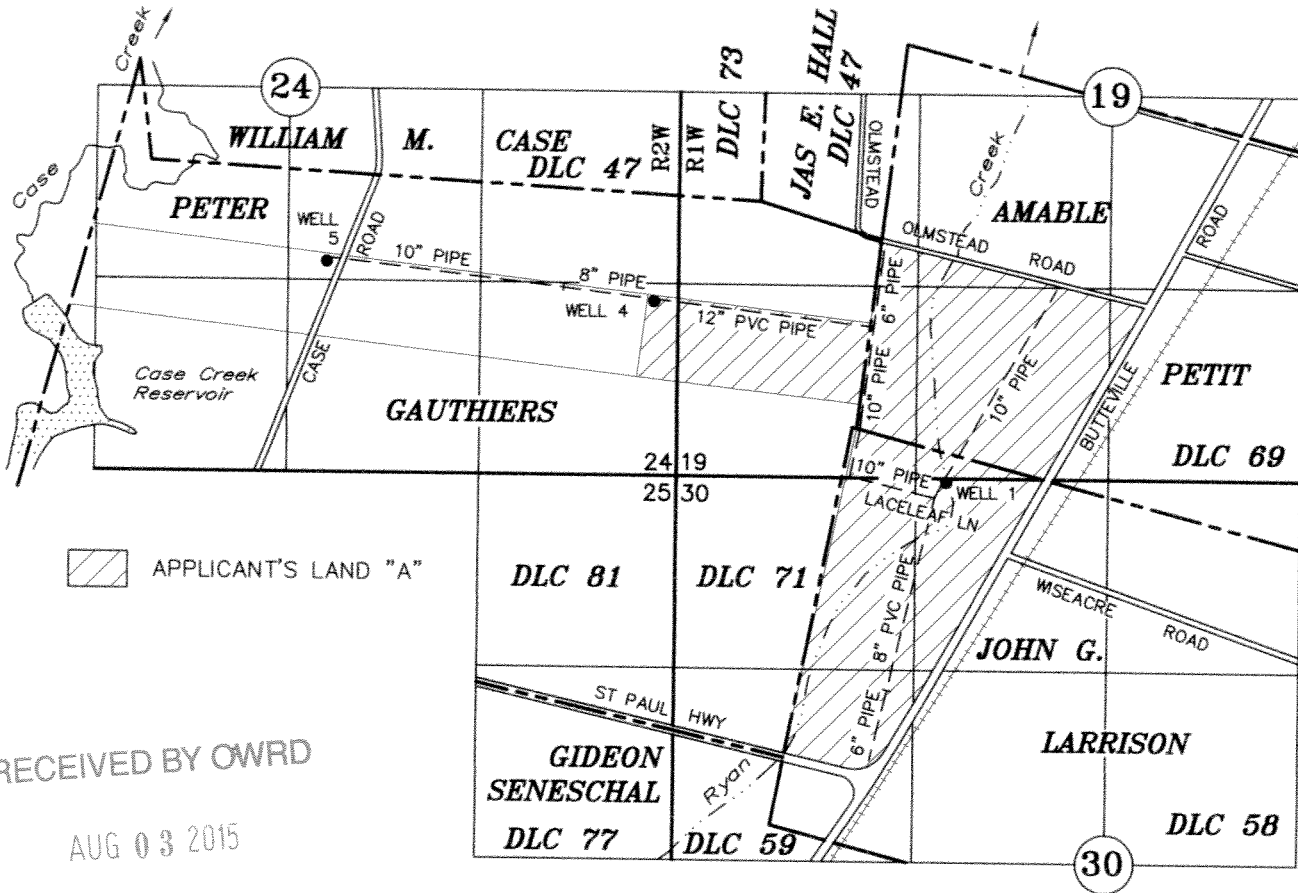 Creek
24
19
WILLIAM M. CASE
DLC 47
R2W
R1W
DLC 73
JAS E. HALL
DLC 47
OLMSTEAD
Creek
Case
PETER
WELL
5
ROAD
10" PIPE
8" PIPE
WELL 4
12" PVC PIPE
6" PIPE
10" PIPE
AMABLE
OLMSTEAD ROAD
ROAD
10" PIPE
BUTTEVILLE
PETIT
DLC 69
Case Creek
Reservoir
CASE
GAUTHIERS
24 19
25 30
10" PIPE
WELL 1
LACELEAF LN
APPLICANT'S LAND "A"
DLC 81
DLC 71
8" PVC PIPE
6" PIPE
WISEACRE ROAD
JOHN G.
LARRISON
DLC 58
ST PAUL HWY
GIDEON
SENESCHAL
DLC 77
Ryan
DLC 59
30
RECEIVED BY OWRD
AUG 03 2015